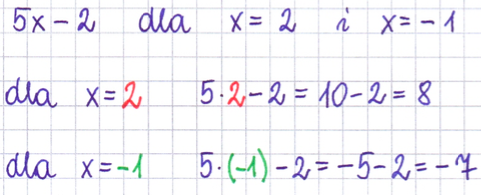 5x - 2 dla x = 2 i x = -1
dla x = 2 5·2 - 2 = 10 - 2 = 8
dla x = -1 5·(-1) - 2 = -5 - 2 = -7